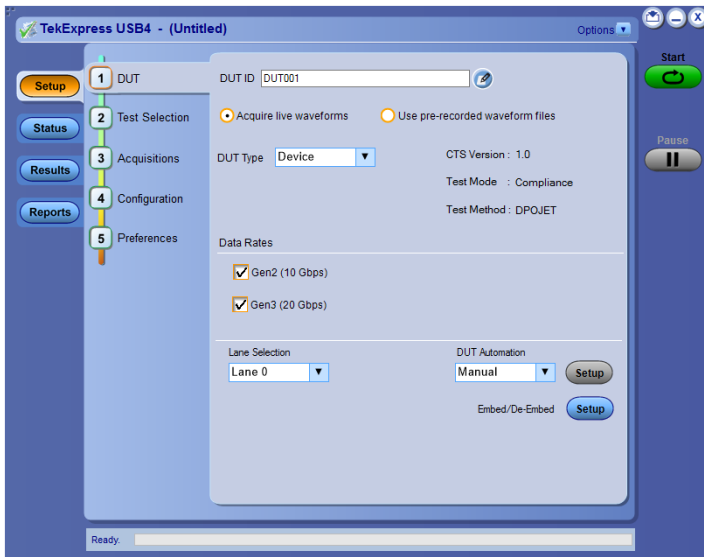 TekExpress USB4 - (Untitled)
Options
Start
Pause
Setup
Status
Results
Reports
1 DUT
2 Test Selection
3 Acquisitions
4 Configuration
5 Preferences
DUT ID DUT001
Acquire live waveforms
Use pre-recorded waveform files
DUT Type Device
CTS Version : 1.0
Test Mode : Compliance
Test Method : DPOJET
Data Rates
Gen2 (10 Gbps)
Gen3 (20 Gbps)
Lane Selection
Lane 0
DUT Automation
Manual
Setup
Embed/De-Embed Setup
Ready.